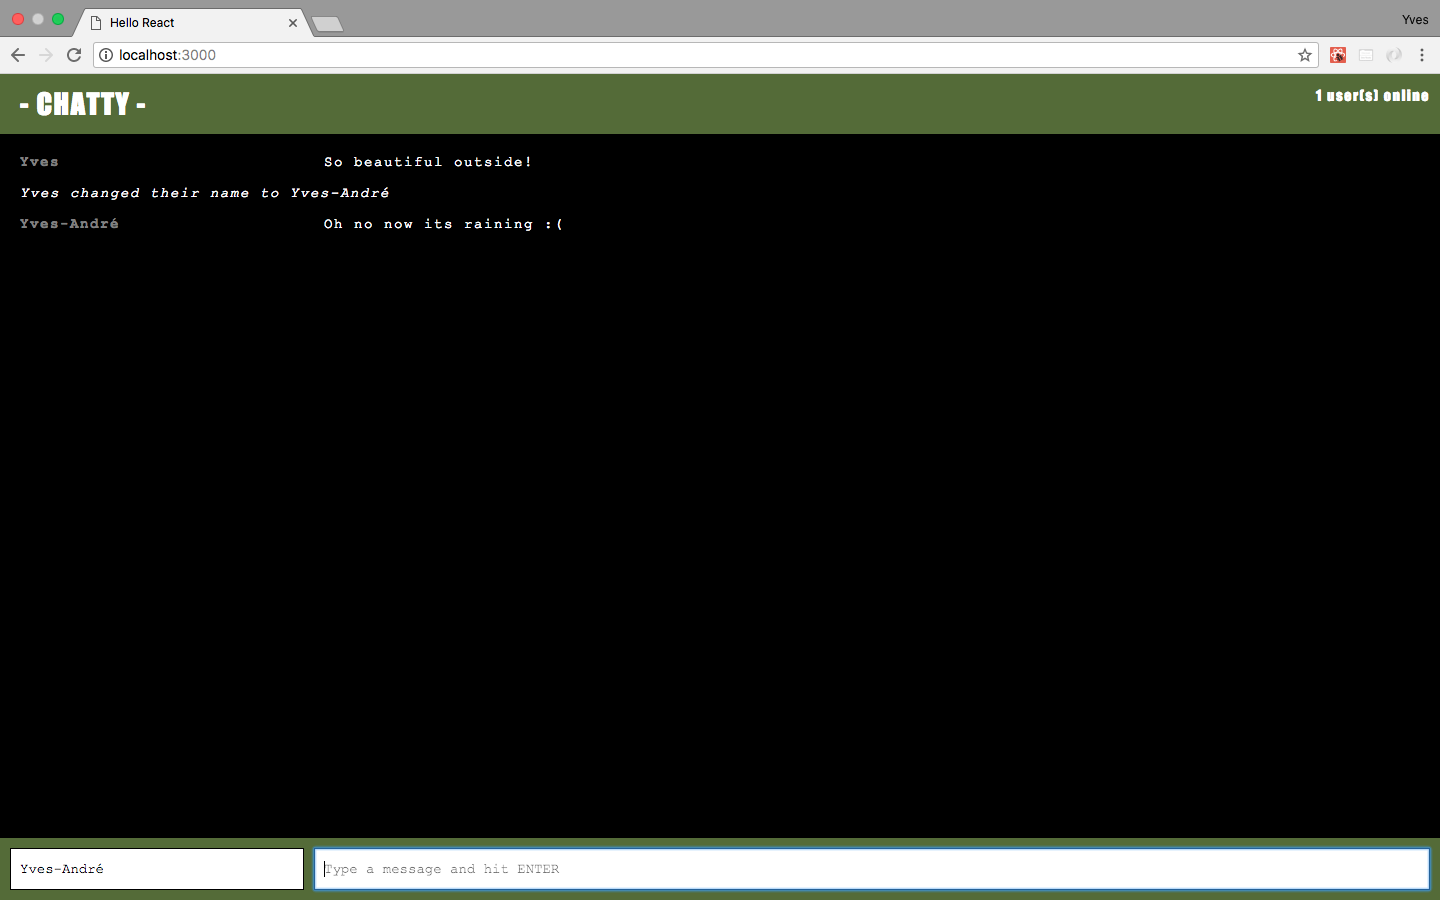 Hello React
Yves
localhost:3000
- CHATTY -
1 user(s) online
Yves So beautiful outside!
Yves changed their name to Yves-André
Yves-André Oh no now its raining :(
Yves-André
Type a message and hit ENTER